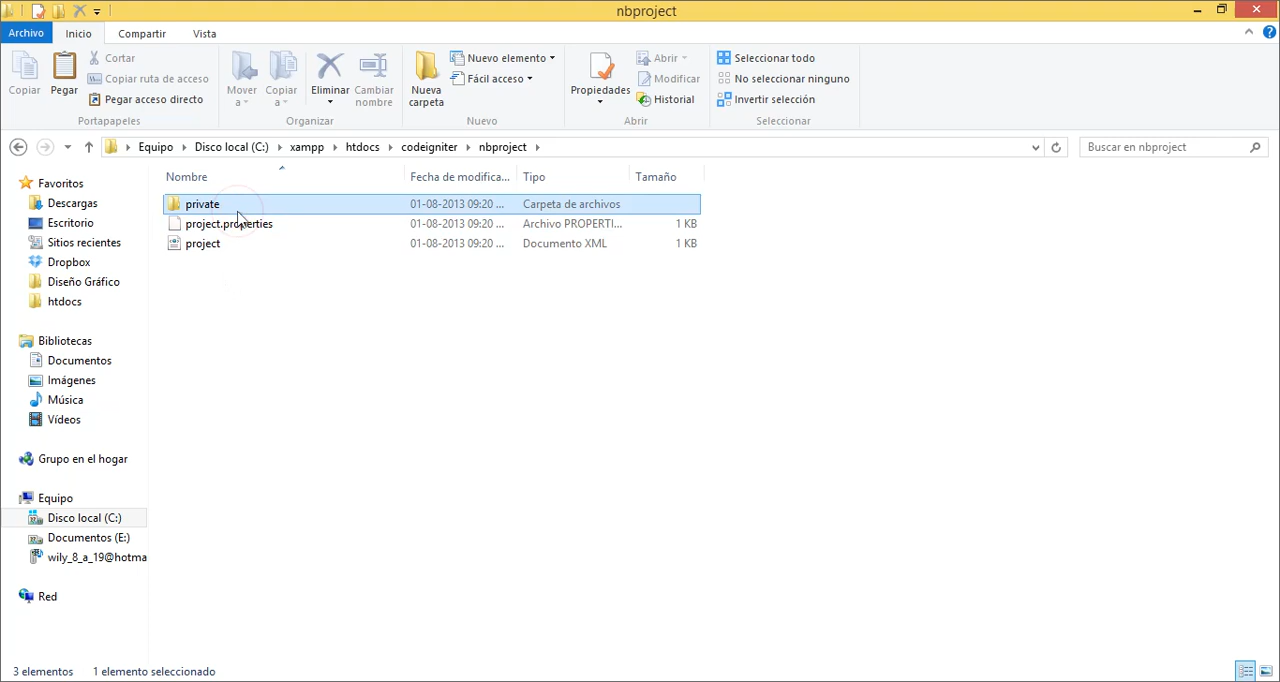 nbproject
Archivo Inicio Compartir Vista
Copiar
Pegar
Cortar
Copiar ruta de acceso
Pegar acceso directo
Portapapeles
Mover a
Copiar a
Eliminar
Cambiar nombre
Organizar
Nueva carpeta
Nuevo elemento
Fácil acceso
Nuevo
Propiedades
Abrir
Modificar
Historial
Abrir
Seleccionar todo
No seleccionar ninguno
Invertir selección
Seleccionar
Equipo Disco local (C:) xampp htdocs codeigniter nbproject
Buscar en nbproject
Favoritos
Descargas
Escritorio
Sitios recientes
Dropbox
Diseño Gráfico
htdocs
Bibliotecas
Documentos
Imágenes
Música
Vídeos
Grupo en el hogar
Equipo
Disco local (C:)
Documentos (E:)
wily_8_a_19@hotma
Red
Nombre Fecha de modifica... Tipo Tamaño
private 01-08-2013 09:20 ... Carpeta de archivos
project.properties 01-08-2013 09:20 ... Archivo PROPERTI... 1 KB
project 01-08-2013 09:20 ... Documento XML 1 KB
3 elementos 1 elemento seleccionado